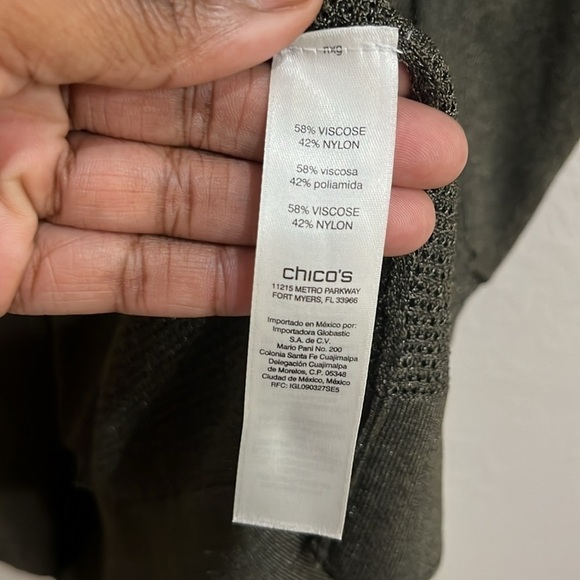 58% VISCOSE
42% NYLON
58% viscosa
42% poliamida
58% VISCOSE
42% NYLON
chico's
11215 METRO PARKWAY
FORT MYERS, FL 33966
Importado en México por:
Importadora Globastic
S.A. de C.V.
Mario Pani No. 200
Colonia Santa Fe Cuajimalpa
Delegación Cuajimalpa
de Morelos, C.P. 05348
Ciudad de México, México
RFC: IGL090327SE5